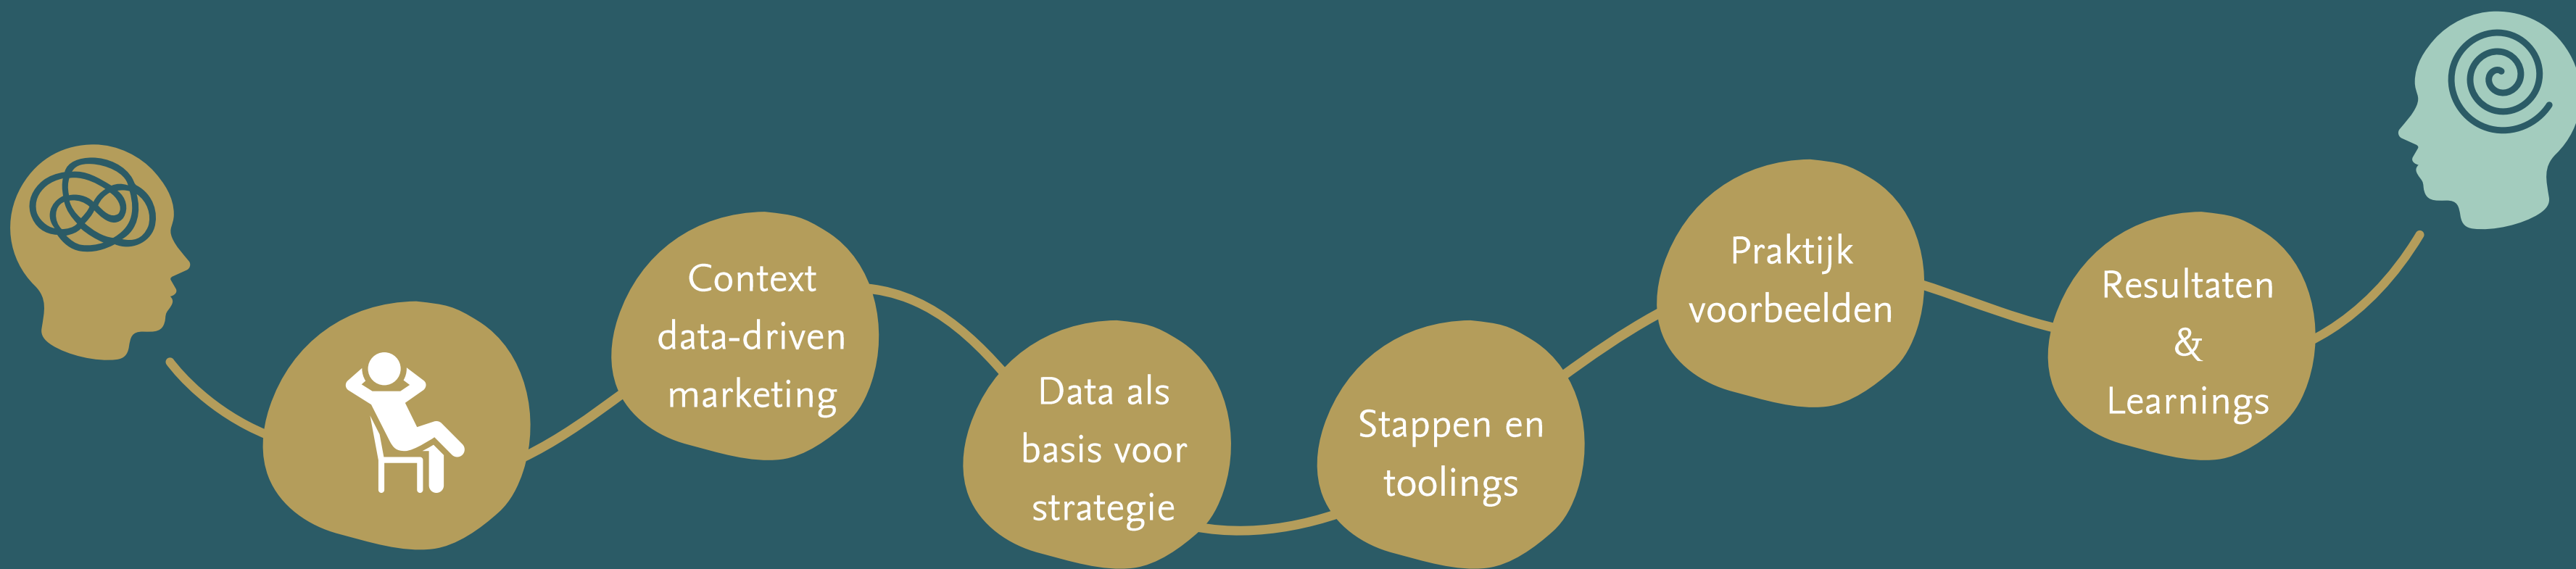 Context
data-driven
marketing
Data als
basis voor
strategie
Stappen en
toolings
Praktijk
voorbeelden
Resultaten
&
Learnings